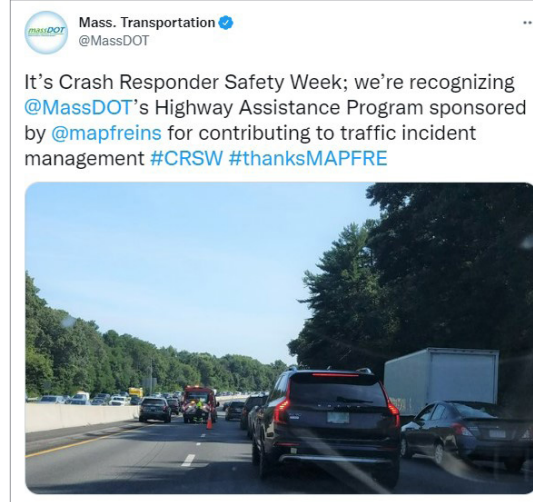 massDOT
Mass. Transportation
@MassDOT
It’s Crash Responder Safety Week; we’re recognizing
@MassDOT’s Highway Assistance Program sponsored
by @mapfreins for contributing to traffic incident
management #CRSW #thanksMAPFRE